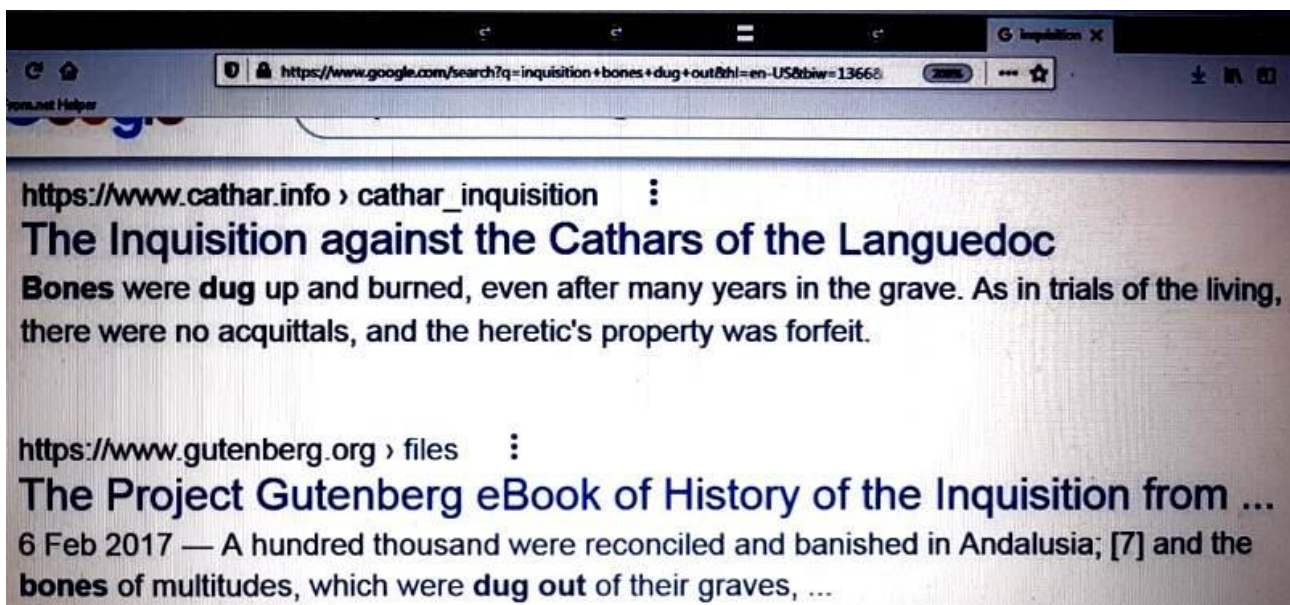 G inquisition X
https://www.google.com/search?q=inquisition+bones+dug+out&hl=en-US&biw=1366&
200%
From.net Helper
https://www.cathar.info › cathar_inquisition
The Inquisition against the Cathars of the Languedoc
Bones were dug up and burned, even after many years in the grave. As in trials of the living,
there were no acquittals, and the heretic's property was forfeit.
https://www.gutenberg.org › files
The Project Gutenberg eBook of History of the Inquisition from ...
6 Feb 2017 — A hundred thousand were reconciled and banished in Andalusia; [7] and the
bones of multitudes, which were dug out of their graves, ...